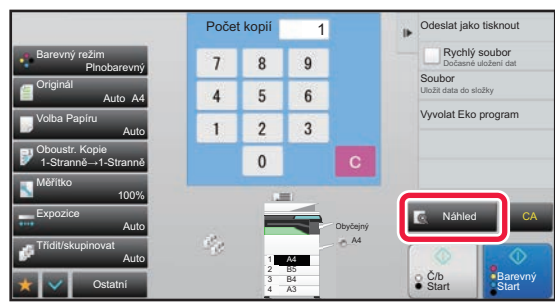 Počet kopií 1
Odeslat jako tisknout
Rychlý soubor
Dočasné uložení dat
Soubor
Uložit data do složky
Vyvolat Eko program
Barevný režim
Plnobarevný
Originál
Auto A4
Volba Papíru
Auto
Oboustr. Kopie
1-Stranně→1-Stranně
Měřítko
100%
Expozice
Auto
Třídit/skupinovat
Auto
Ostatní
7 8 9
4 5 6
1 2 3
0 C
Obyčejný
A4
1 A4
2 B5
3 B4
4 A3
Náhled
CA
Č/b
Start
Barevný
Start